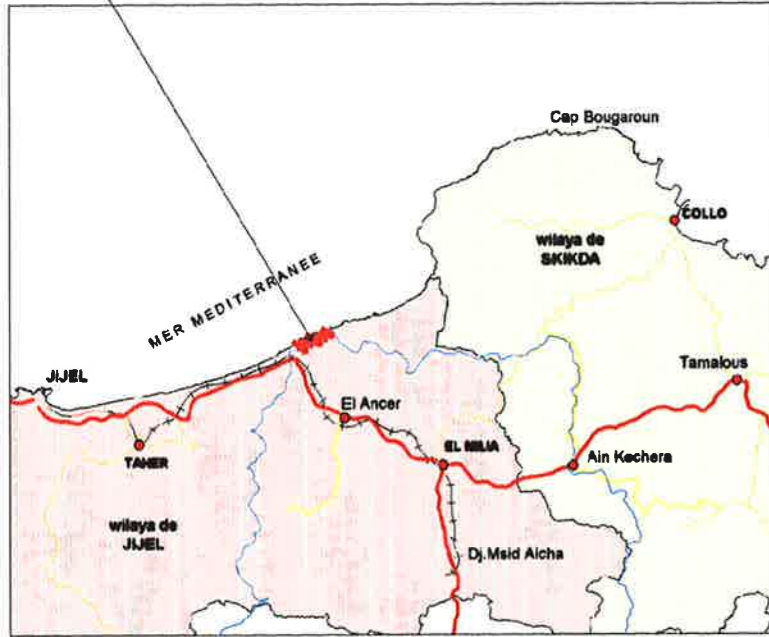 Cap Bougaroun
COLLO
wilaya de
SKIKDA
MER MEDITERRANEE
JIJEL
Tamalous
El Ancer
TAHER
EL MILIA
Ain Kechera
wilaya de
JIJEL
Dj.Msid Aicha